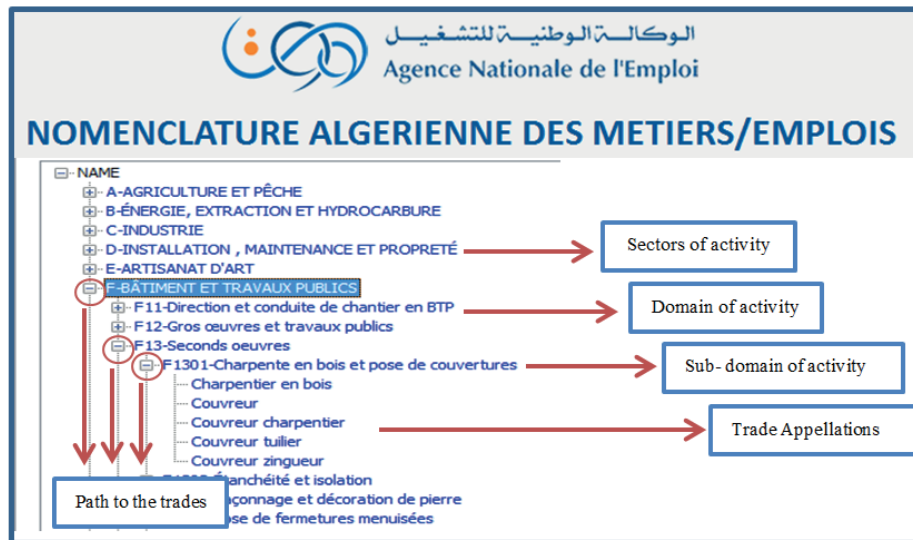 الوكالة الوطنية للتشغيل
Agence Nationale de l'Emploi
NOMENCLATURE ALGERIENNE DES METIERS/EMPLOIS
NAME
A-AGRICULTURE ET PÊCHE
B-ÉNERGIE, EXTRACTION ET HYDROCARBURE
C-INDUSTRIE
D-INSTALLATION , MAINTENANCE ET PROPRETÉ
Sectors of activity
E-ARTISANAT D'ART
F-BÂTIMENT ET TRAVAUX PUBLICS
F11-Direction et conduite de chantier en BTP
Domain of activity
F12-Gros œuvres et travaux publics
F13-Seconds oeuvres
F1301-Charpente en bois et pose de couvertures
Sub- domain of activity
Charpentier en bois
Couvreur
Couvreur charpentier
Trade Appellations
Couvreur tuilier
Couvreur zingueur
Étanchéité et isolation
Path to the trades
açonnage et décoration de pierre
ose de fermetures menuisées